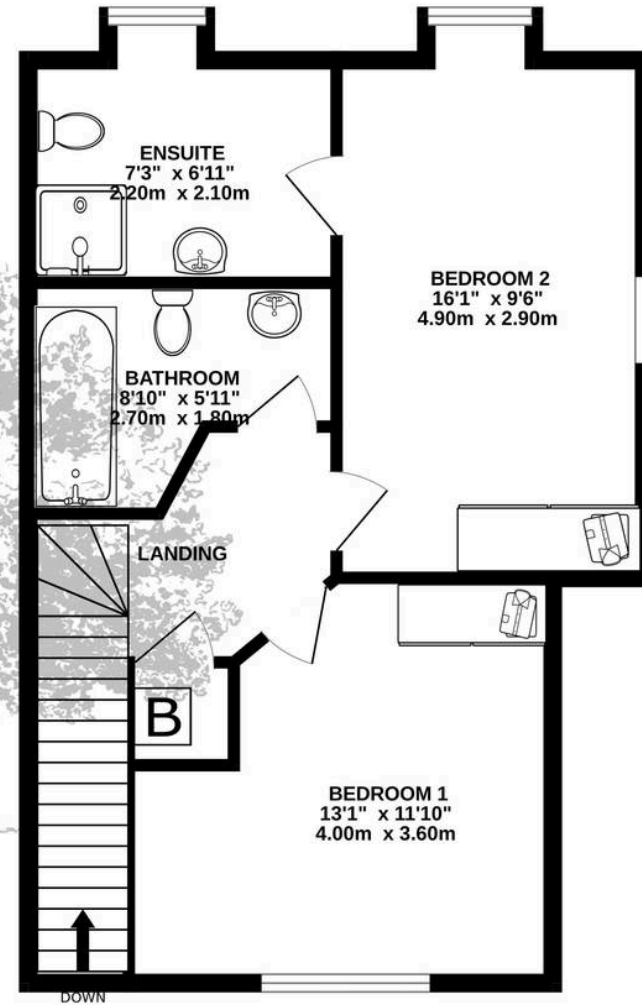 ENSUITE
7'3" x 6'11"
2.20m x 2.10m
BEDROOM 2
16'1" x 9'6"
4.90m x 2.90m
BATHROOM
8'10" x 5'11"
2.70m x 1.80m
LANDING
B
BEDROOM 1
13'1" x 11'10"
4.00m x 3.60m
DOWN